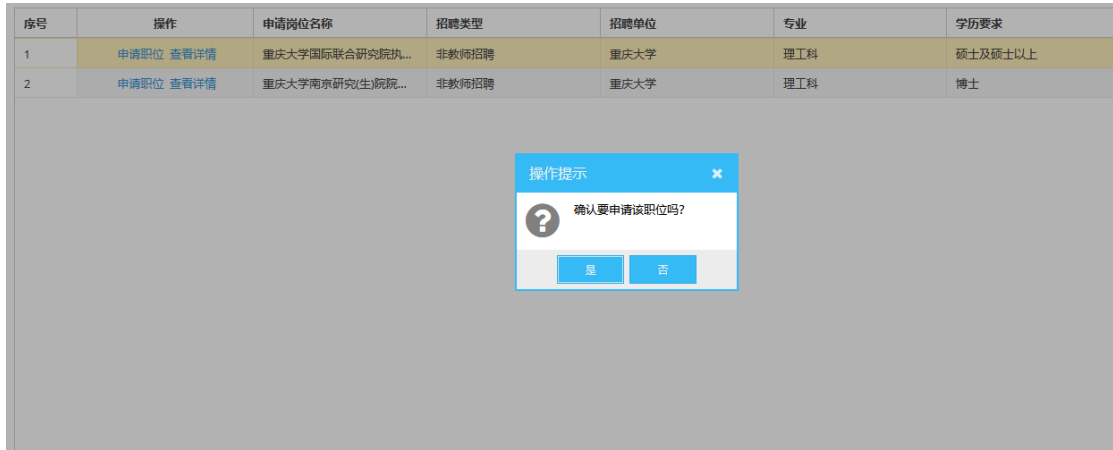 序号 操作 申请岗位名称 招聘类型 招聘单位 专业 学历要求
1 申请职位 查看详情 重庆大学国际联合研究院执... 非教师招聘 重庆大学 理工科 硕士及硕士以上
2 申请职位 查看详情 重庆大学南京研究(生)院院... 非教师招聘 重庆大学 理工科 博士
操作提示
确认要申请该职位吗?
是 否